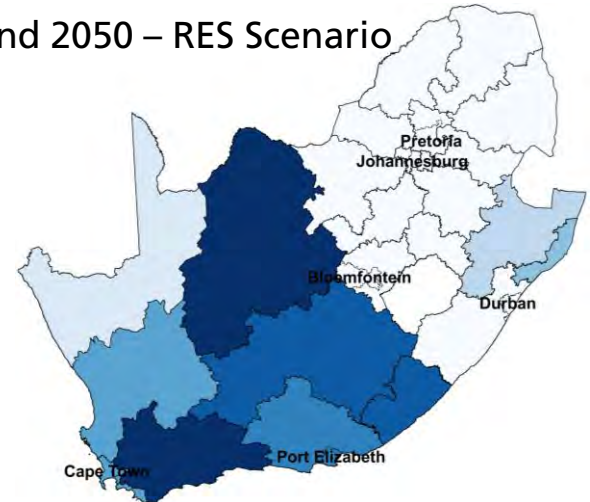 nd 2050 – RES Scenario
Pretoria
Johannesburg
Bloemfontein
Durban
Port Elizabeth
Cape Town